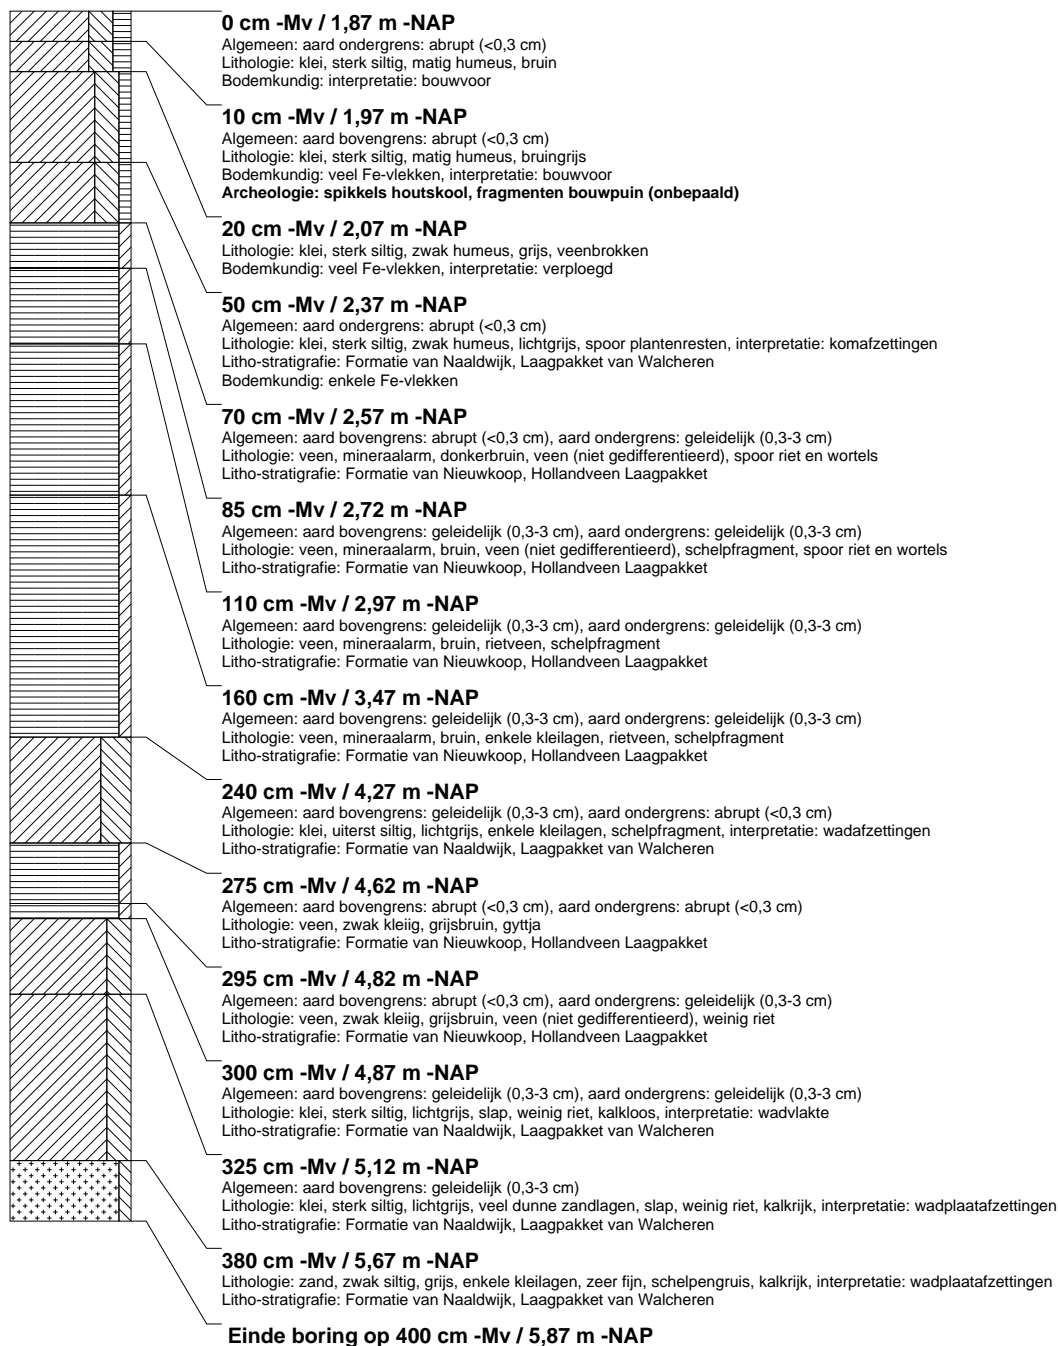 0 cm -Mv / 1,87 m -NAP
Algemeen: aard ondergrens: abrupt (<0,3 cm)
Lithologie: klei, sterk siltig, matig humeus, bruin
Bodemkundig: interpretatie: bouwvoor
10 cm -Mv / 1,97 m -NAP
Algemeen: aard bovengrens: abrupt (<0,3 cm)
Lithologie: klei, sterk siltig, matig humeus, bruingrijs
Bodemkundig: veel Fe-vlekken, interpretatie: bouwvoor
Archeologie: spikkels houtskool, fragmenten bouwpuin (onbepaald)
20 cm -Mv / 2,07 m -NAP
Lithologie: klei, sterk siltig, zwak humeus, grijs, veenbrokken
Bodemkundig: veel Fe-vlekken, interpretatie: verploegd
50 cm -Mv / 2,37 m -NAP
Algemeen: aard ondergrens: abrupt (<0,3 cm)
Lithologie: klei, sterk siltig, zwak humeus, lichtgrijs, spoor plantenresten, interpretatie: komafzettingen
Litho-stratigrafie: Formatie van Naaldwijk, Laagpakket van Walcheren
Bodemkundig: enkele Fe-vlekken
70 cm -Mv / 2,57 m -NAP
Algemeen: aard bovengrens: abrupt (<0,3 cm), aard ondergrens: geleidelijk (0,3-3 cm)
Lithologie: veen, mineraalarm, donkerbruin, veen (niet gedifferentieerd), spoor riet en wortels
Litho-stratigrafie: Formatie van Nieuwkoop, Hollandveen Laagpakket
85 cm -Mv / 2,72 m -NAP
Algemeen: aard bovengrens: geleidelijk (0,3-3 cm), aard ondergrens: geleidelijk (0,3-3 cm)
Lithologie: veen, mineraalarm, bruin, veen (niet gedifferentieerd), schelpfragment, spoor riet en wortels
Litho-stratigrafie: Formatie van Nieuwkoop, Hollandveen Laagpakket
110 cm -Mv / 2,97 m -NAP
Algemeen: aard bovengrens: geleidelijk (0,3-3 cm), aard ondergrens: geleidelijk (0,3-3 cm)
Lithologie: veen, mineraalarm, bruin, rietveen, schelpfragment
Litho-stratigrafie: Formatie van Nieuwkoop, Hollandveen Laagpakket
160 cm -Mv / 3,47 m -NAP
Algemeen: aard bovengrens: geleidelijk (0,3-3 cm), aard ondergrens: geleidelijk (0,3-3 cm)
Lithologie: veen, mineraalarm, bruin, enkele kleilagen, rietveen, schelpfragment
Litho-stratigrafie: Formatie van Nieuwkoop, Hollandveen Laagpakket
240 cm -Mv / 4,27 m -NAP
Algemeen: aard bovengrens: geleidelijk (0,3-3 cm), aard ondergrens: abrupt (<0,3 cm)
Lithologie: klei, uiterst siltig, lichtgrijs, enkele kleilagen, schelpfragment, interpretatie: wadafzettingen
Litho-stratigrafie: Formatie van Naaldwijk, Laagpakket van Walcheren
275 cm -Mv / 4,62 m -NAP
Algemeen: aard bovengrens: abrupt (<0,3 cm), aard ondergrens: abrupt (<0,3 cm)
Lithologie: veen, zwak kleiig, grijsbruin, gyttja
Litho-stratigrafie: Formatie van Nieuwkoop, Hollandveen Laagpakket
295 cm -Mv / 4,82 m -NAP
Algemeen: aard bovengrens: abrupt (<0,3 cm), aard ondergrens: geleidelijk (0,3-3 cm)
Lithologie: veen, zwak kleiig, grijsbruin, veen (niet gedifferentieerd), weinig riet
Litho-stratigrafie: Formatie van Nieuwkoop, Hollandveen Laagpakket
300 cm -Mv / 4,87 m -NAP
Algemeen: aard bovengrens: geleidelijk (0,3-3 cm), aard ondergrens: geleidelijk (0,3-3 cm)
Lithologie: klei, sterk siltig, lichtgrijs, slap, weinig riet, kalkloos, interpretatie: wadvlakte
Litho-stratigrafie: Formatie van Naaldwijk, Laagpakket van Walcheren
325 cm -Mv / 5,12 m -NAP
Algemeen: aard bovengrens: geleidelijk (0,3-3 cm)
Lithologie: klei, sterk siltig, lichtgrijs, veel dunne zandlagen, slap, weinig riet, kalkrijk, interpretatie: wadplaatafzettingen
Litho-stratigrafie: Formatie van Naaldwijk, Laagpakket van Walcheren
380 cm -Mv / 5,67 m -NAP
Lithologie: zand, zwak siltig, grijs, enkele kleilagen, zeer fijn, schelpengruis, kalkrijk, interpretatie: wadplaatafzettingen
Litho-stratigrafie: Formatie van Naaldwijk, Laagpakket van Walcheren
Einde boring op 400 cm -Mv / 5,87 m -NAP